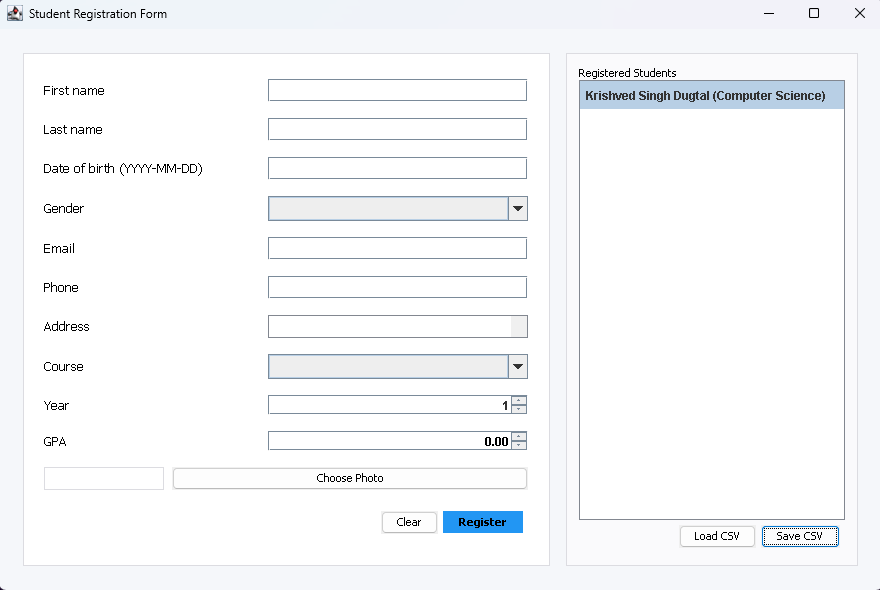 Student Registration Form
First name
Last name
Date of birth (YYYY-MM-DD)
Gender
Email
Phone
Address
Course
Year
1
GPA
0.00
Choose Photo
Clear
Register
Registered Students
Krishved Singh Dugtal (Computer Science)
Load CSV
Save CSV